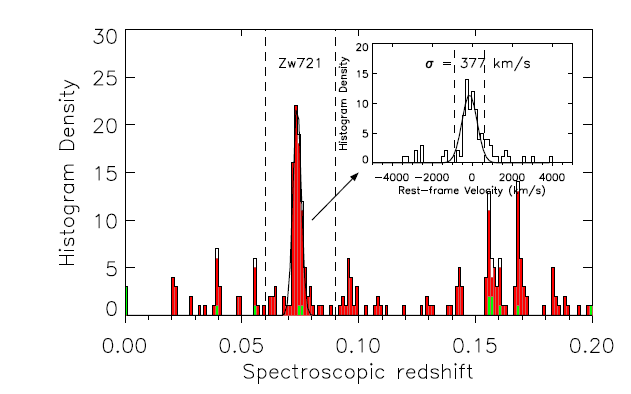 30
25
20
15
10
5
0
Histogram Density
Zw721
20
15
10
5
0
Histogram Density
σ = 377 km/s
-4000 -2000 0 2000 4000
Rest-frame Velocity (km/s)
0.00 0.05 0.10 0.15 0.20
Spectroscopic redshift